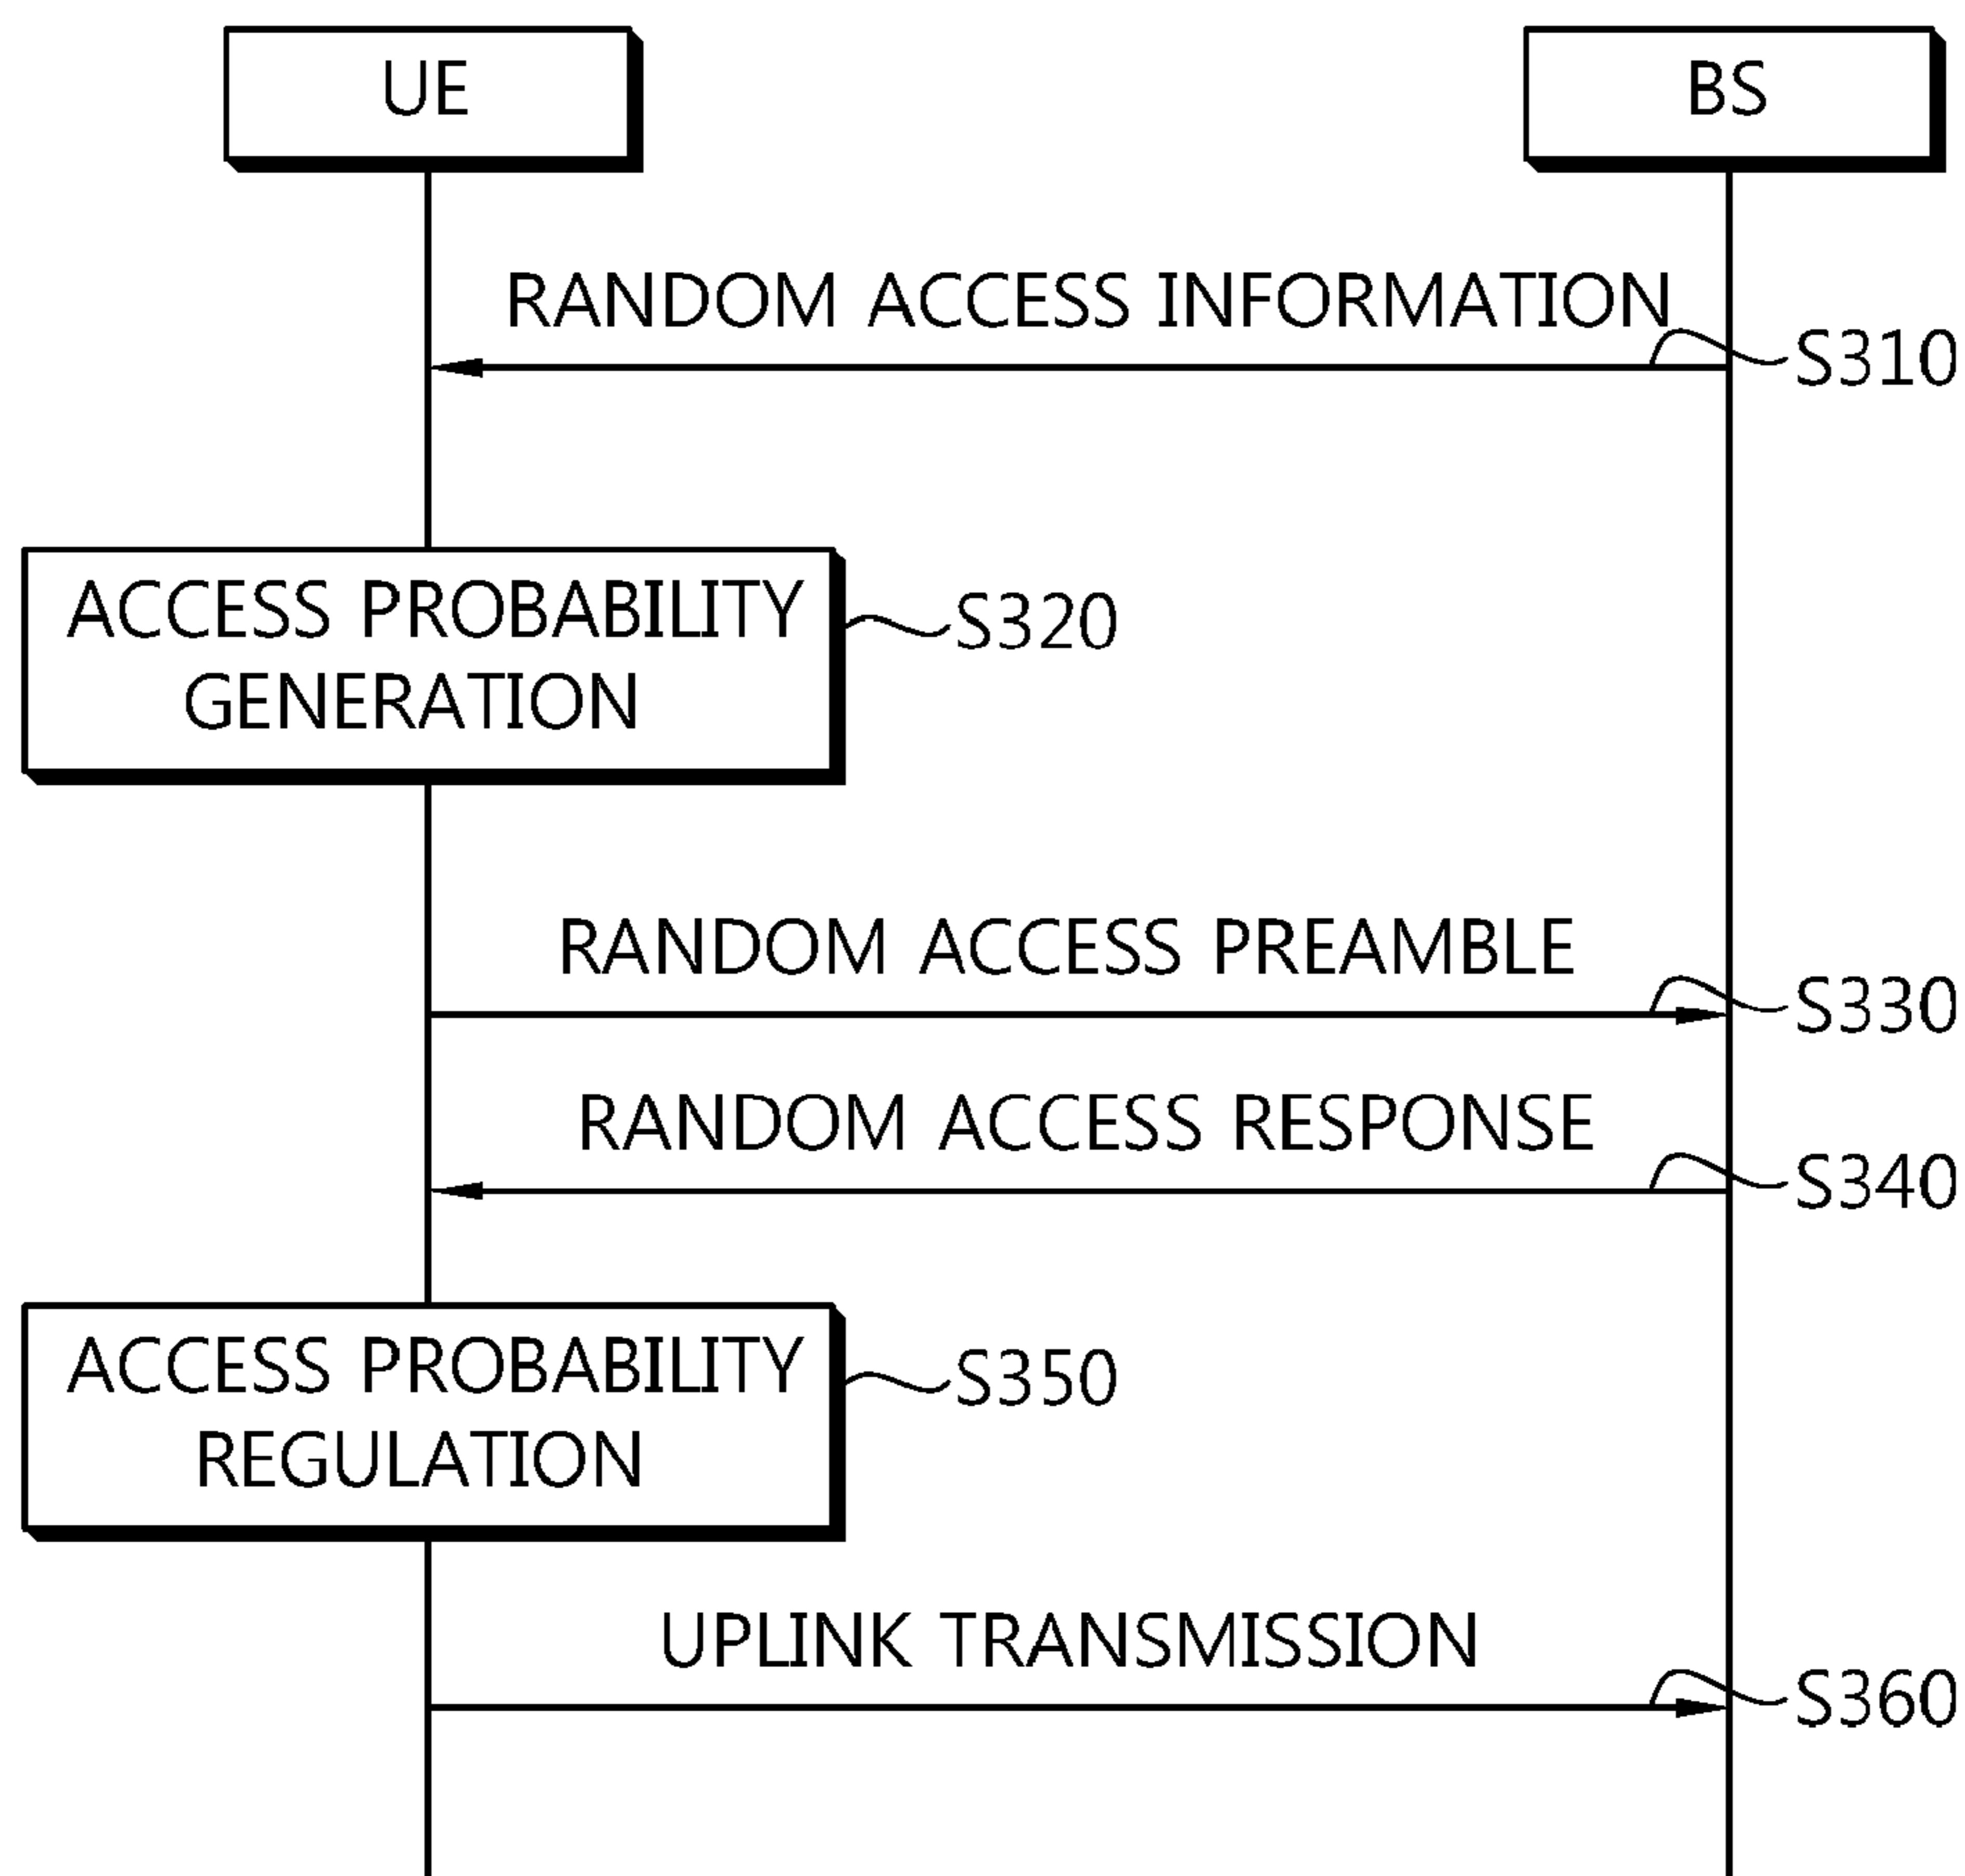 UE
BS
RANDOM ACCESS INFORMATION
S310
ACCESS PROBABILITY
GENERATION
S320
RANDOM ACCESS PREAMBLE
S330
RANDOM ACCESS RESPONSE
S340
ACCESS PROBABILITY
REGULATION
S350
UPLINK TRANSMISSION
S360